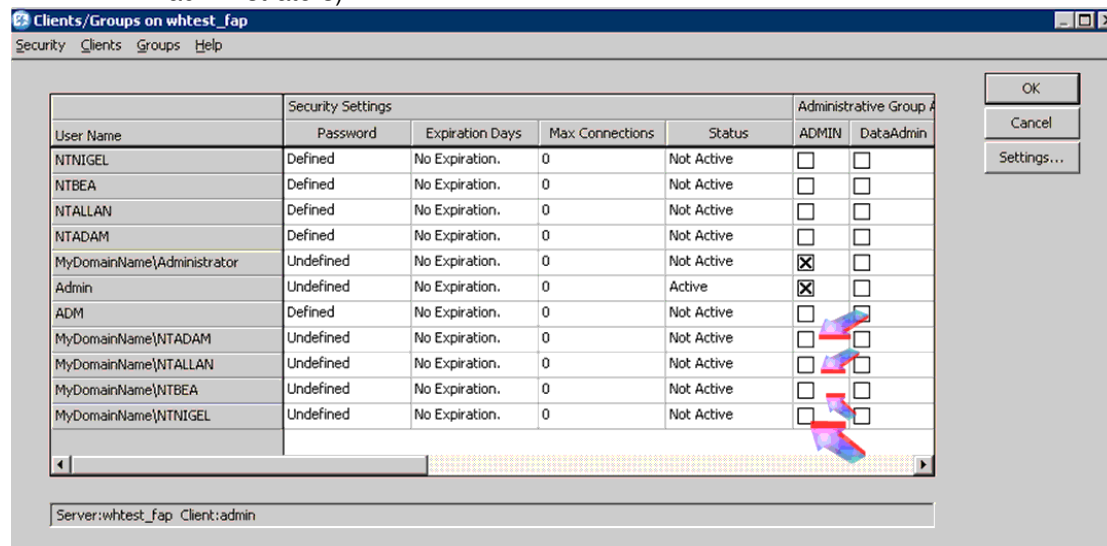 Clients/Groups on whtest_fap
Security Clients Groups Help
Security Settings Administrative Group A
User Name Password Expiration Days Max Connections Status ADMIN DataAdmin
NTNIGEL Defined No Expiration. 0 Not Active
NTBEA Defined No Expiration. 0 Not Active
NTALLAN Defined No Expiration. 0 Not Active
NTADAM Defined No Expiration. 0 Not Active
MyDomainName\Administrator Undefined No Expiration. 0 Not Active
Admin Undefined No Expiration. 0 Active
ADM Defined No Expiration. 0 Not Active
MyDomainName\NTADAM Undefined No Expiration. 0 Not Active
MyDomainName\NTALLAN Undefined No Expiration. 0 Not Active
MyDomainName\NTBEA Undefined No Expiration. 0 Not Active
MyDomainName\NTNIGEL Undefined No Expiration. 0 Not Active
OK
Cancel
Settings...
Server:whtest_fap Client:admin